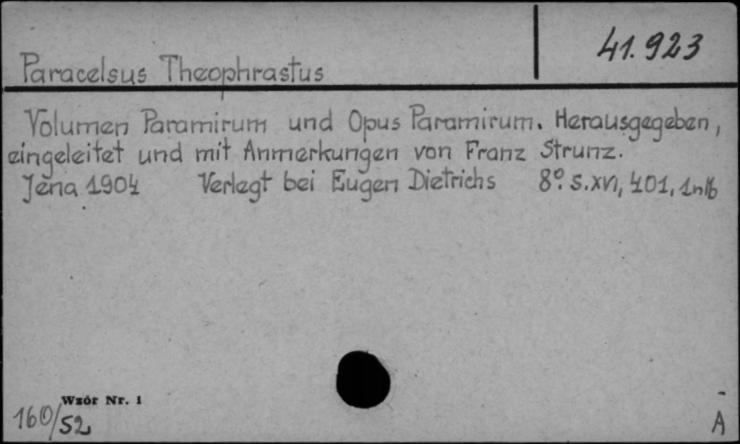 41.923
Paracelsus Theophrastus
Volumen Paramirum und Opus Paramirum. Herausgegeben,
eingeleitet und mit Anmerkungen von Franz Strunz.
Jena 1904 Verlegt bei Eugen Dietrichs 8° S.XVI, 401, 1nlb
Wzór Nr. 1
160/52
A